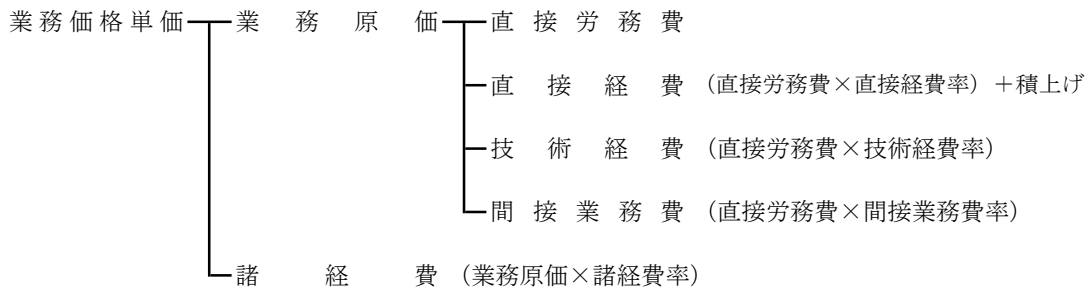 業務価格単価 業務原価 直接労務費
直接経費 (直接労務費×直接経費率)+積上げ
技術経費 (直接労務費×技術経費率)
間接業務費 (直接労務費×間接業務費率)
諸経費 (業務原価×諸経費率)